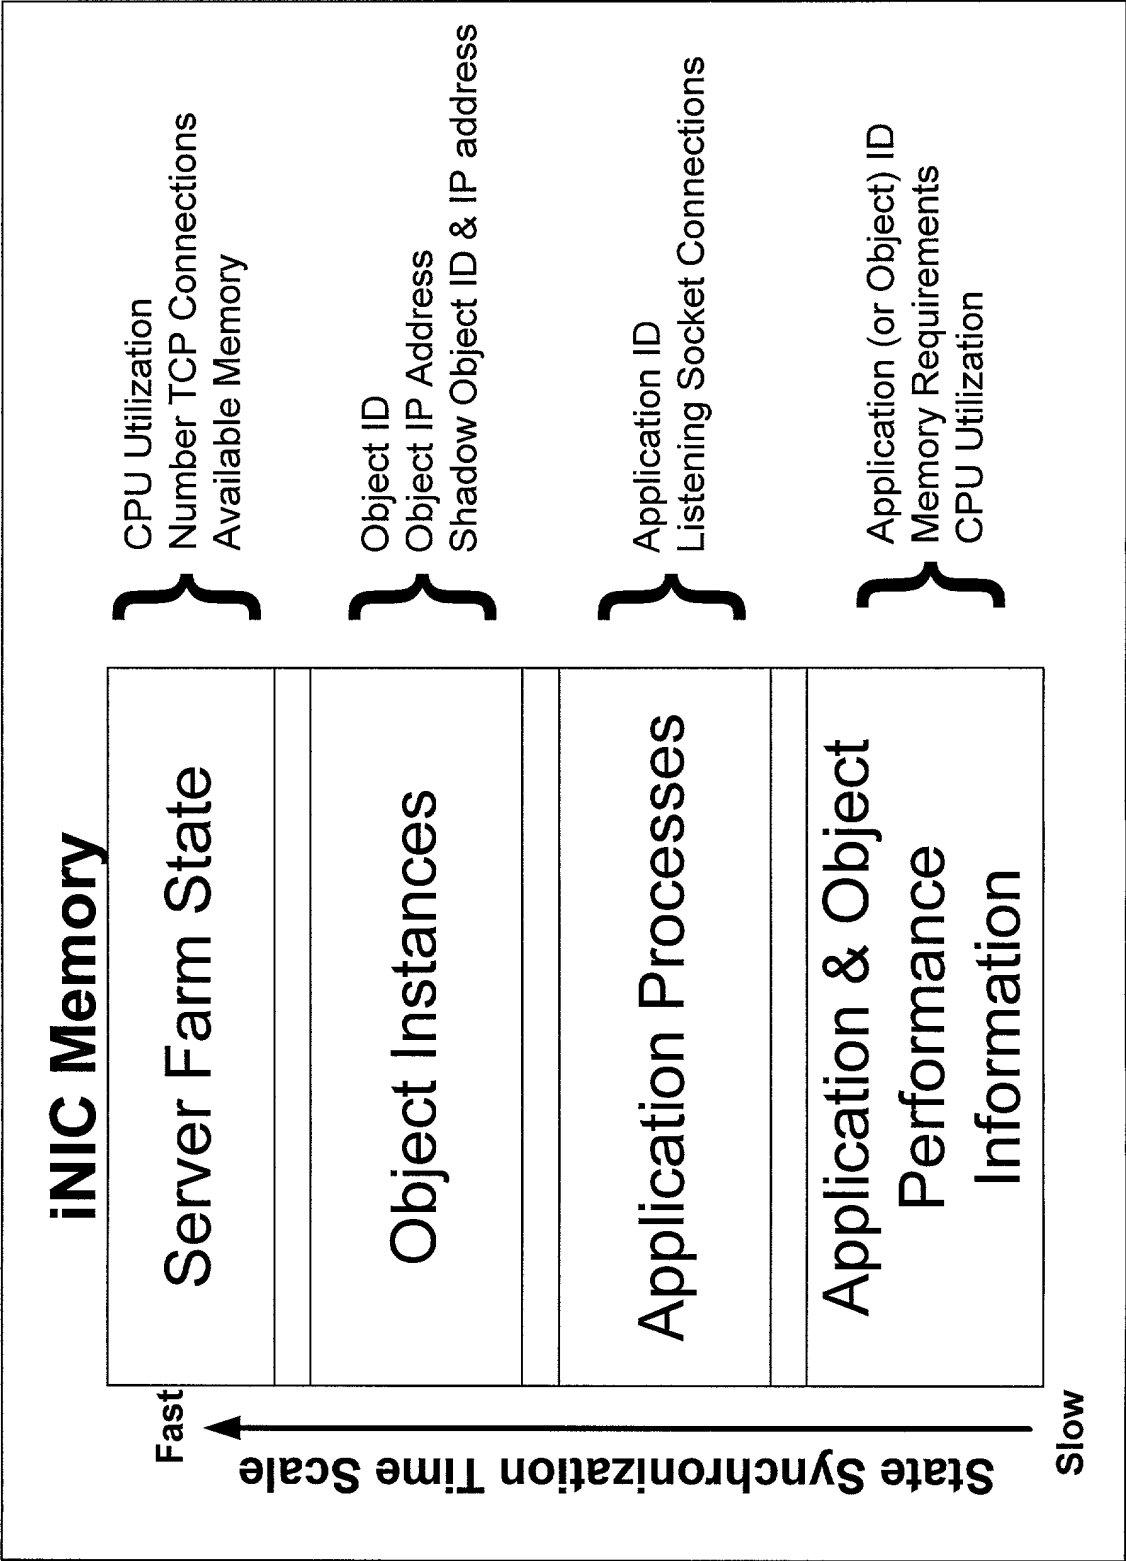 iNIC Memory
Fast
Server Farm State
CPU Utilization
Number TCP Connections
Available Memory
Object Instances
Object ID
Object IP Address
Shadow Object ID & IP address
Application Processes
Application ID
Listening Socket Connections
Application & Object
Performance
Information
Application (or Object) ID
Memory Requirements
CPU Utilization
State Synchronization Time Scale
Slow